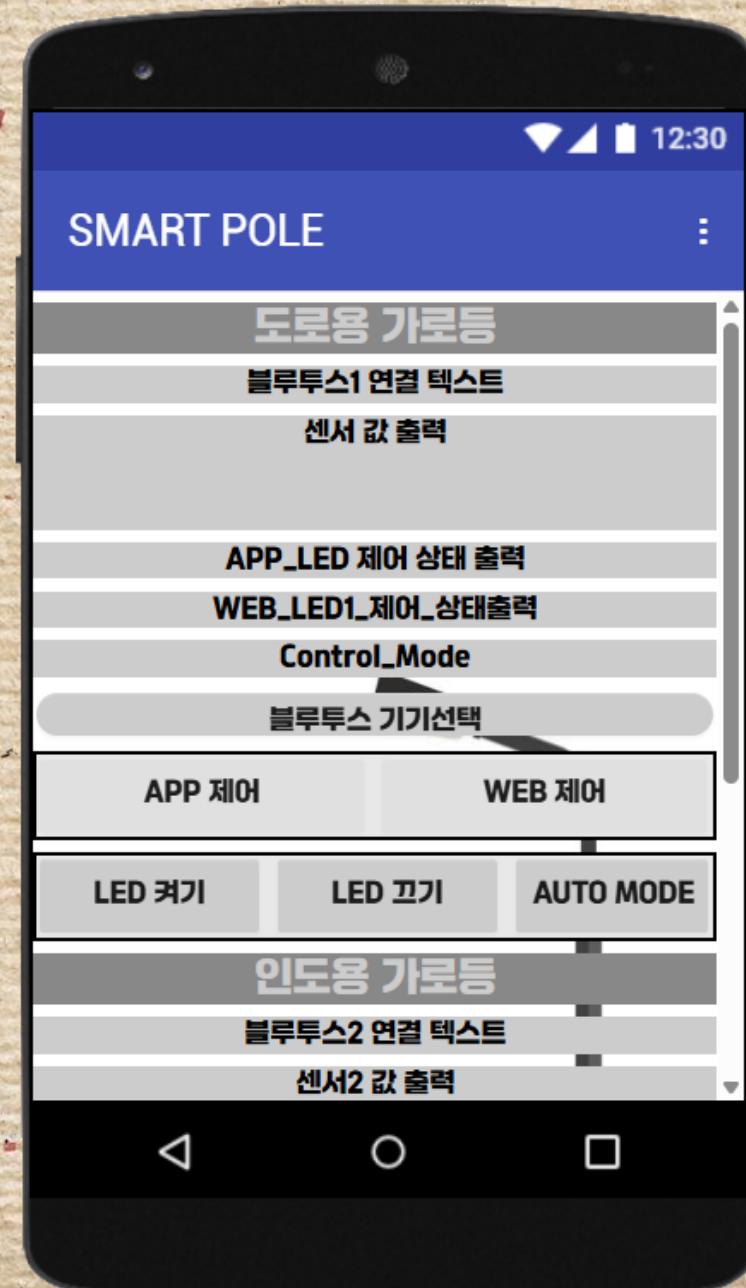 12:30
SMART POLE
도로용 가로등
블루투스1 연결 텍스트
센서 값 출력
APP_LED 제어 상태 출력
WEB_LED1_제어_상태출력
Control_Mode
블루투스 기기선택
APP 제어 WEB 제어
LED 켜기 LED 끄기 AUTO MODE
인도용 가로등
블루투스2 연결 텍스트
센서2 값 출력